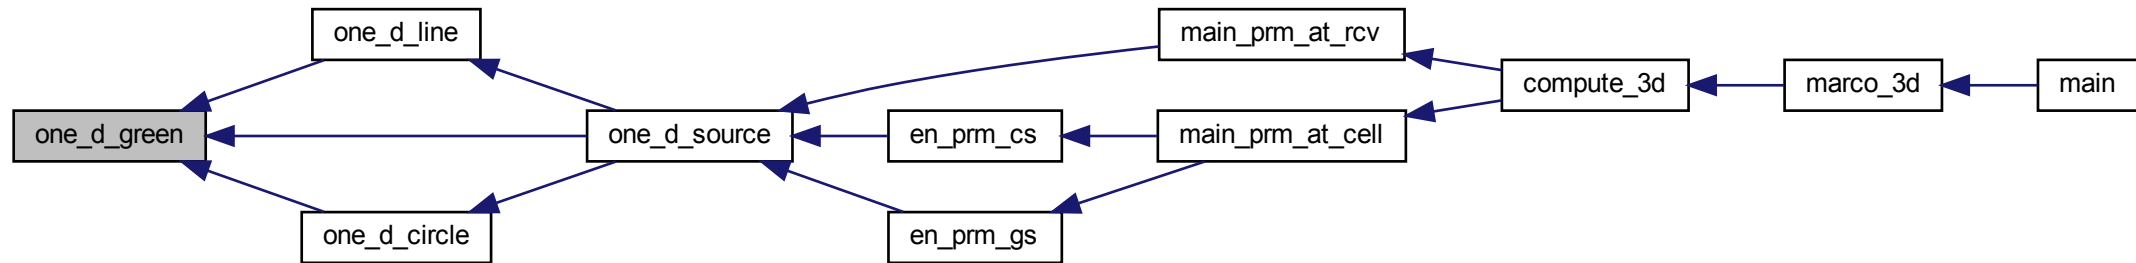 one_d_green
one_d_line
one_d_circle
one_d_source
main_prm_at_rcv
en_prm_cs
en_prm_gs
main_prm_at_cell
compute_3d
marco_3d
main